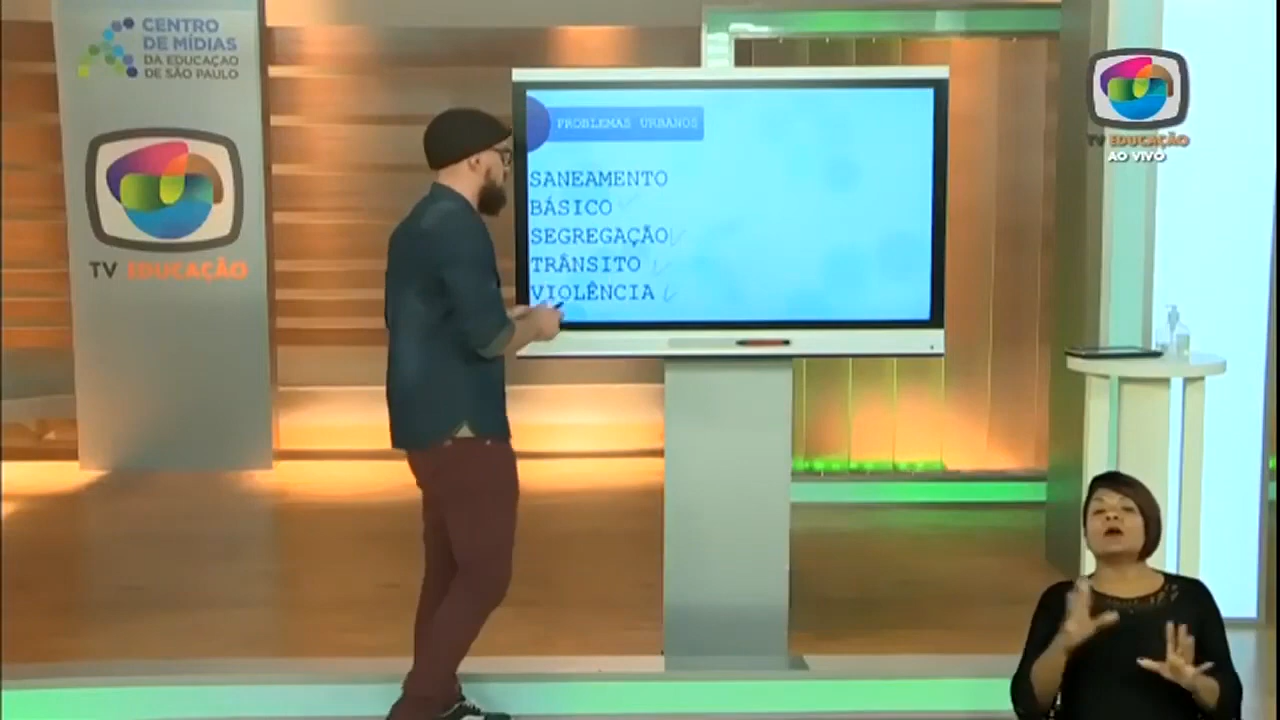 CENTRO
DE MÍDIAS
DA EDUCAÇÃO
DE SÃO PAULO
TV EDUCAÇÃO
PROBLEMAS URBANOS
SANEAMENTO
BÁSICO
SEGREGAÇÃO
TRÂNSITO
VIOLÊNCIA
TV EDUCAÇÃO
AO VIVO